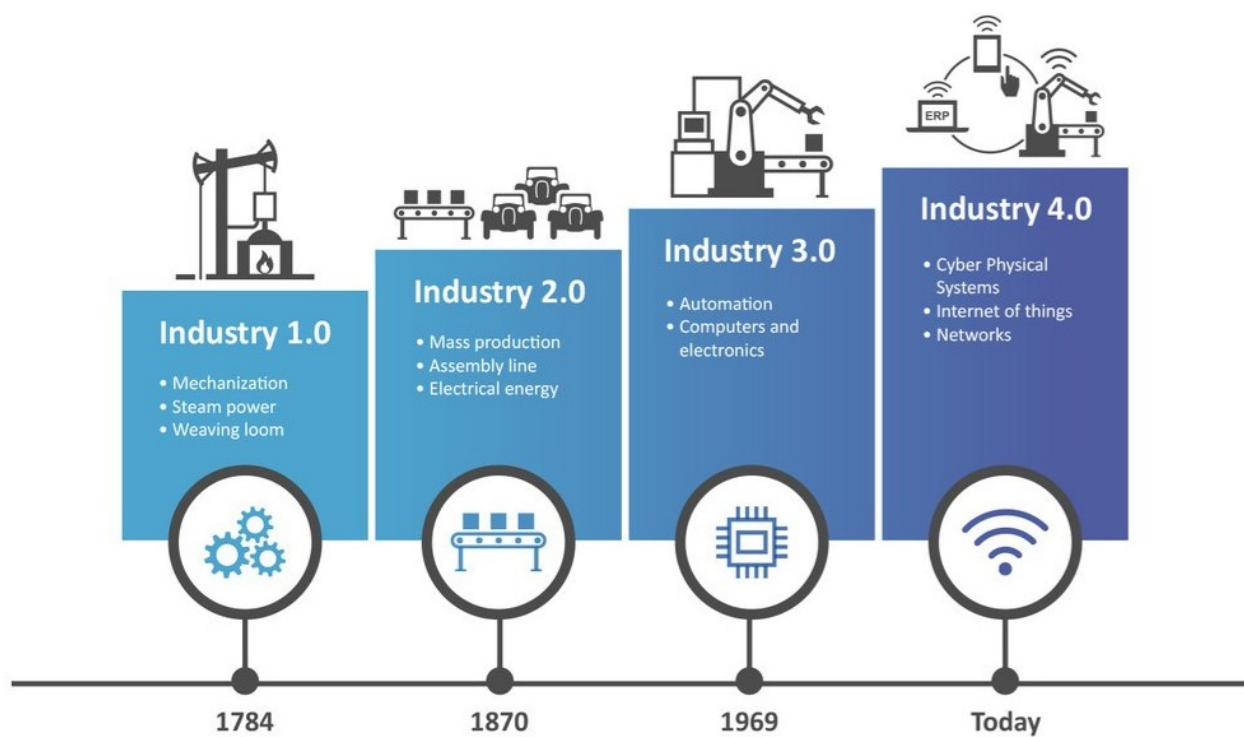 ERP
Industry 1.0
• Mechanization
• Steam power
• Weaving loom
Industry 2.0
• Mass production
• Assembly line
• Electrical energy
Industry 3.0
• Automation
• Computers and
electronics
Industry 4.0
• Cyber Physical
Systems
• Internet of things
• Networks
1784
1870
1969
Today